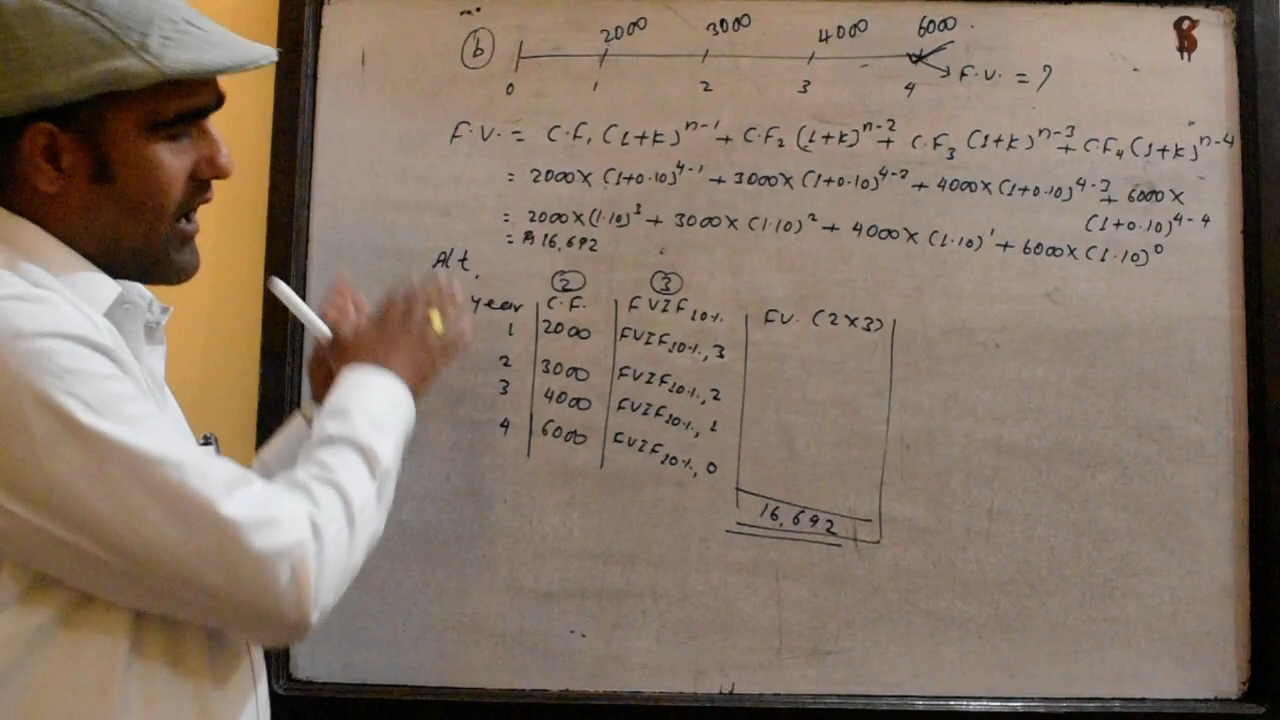 2000 3000 4000 6000
(b)
0 1 2 3 4 F.V. = ?
F.V. = C.F₁ (1+k)ⁿ⁻¹ + C.F₂ (1+k)ⁿ⁻² + C.F₃ (1+k)ⁿ⁻³ + C.F₄ (1+k)ⁿ⁻⁴
= 2000 × (1+0.10)⁴⁻¹ + 3000 × (1+0.10)⁴⁻² + 4000 × (1+0.10)⁴⁻³ + 6000 ×
(1+0.10)⁴⁻⁴
= 2000 × (1.10)³ + 3000 × (1.10)² + 4000 × (1.10)¹ + 6000 × (1.10)⁰
= 16,692
Alt.
② ③
Year C.F. FVIF10% FV. (2×3)
1 2000 FVIF10%, 3
2 3000 FVIF10%, 2
3 4000 FVIF10%, 1
4 6000 FVIF10%, 0
16,692